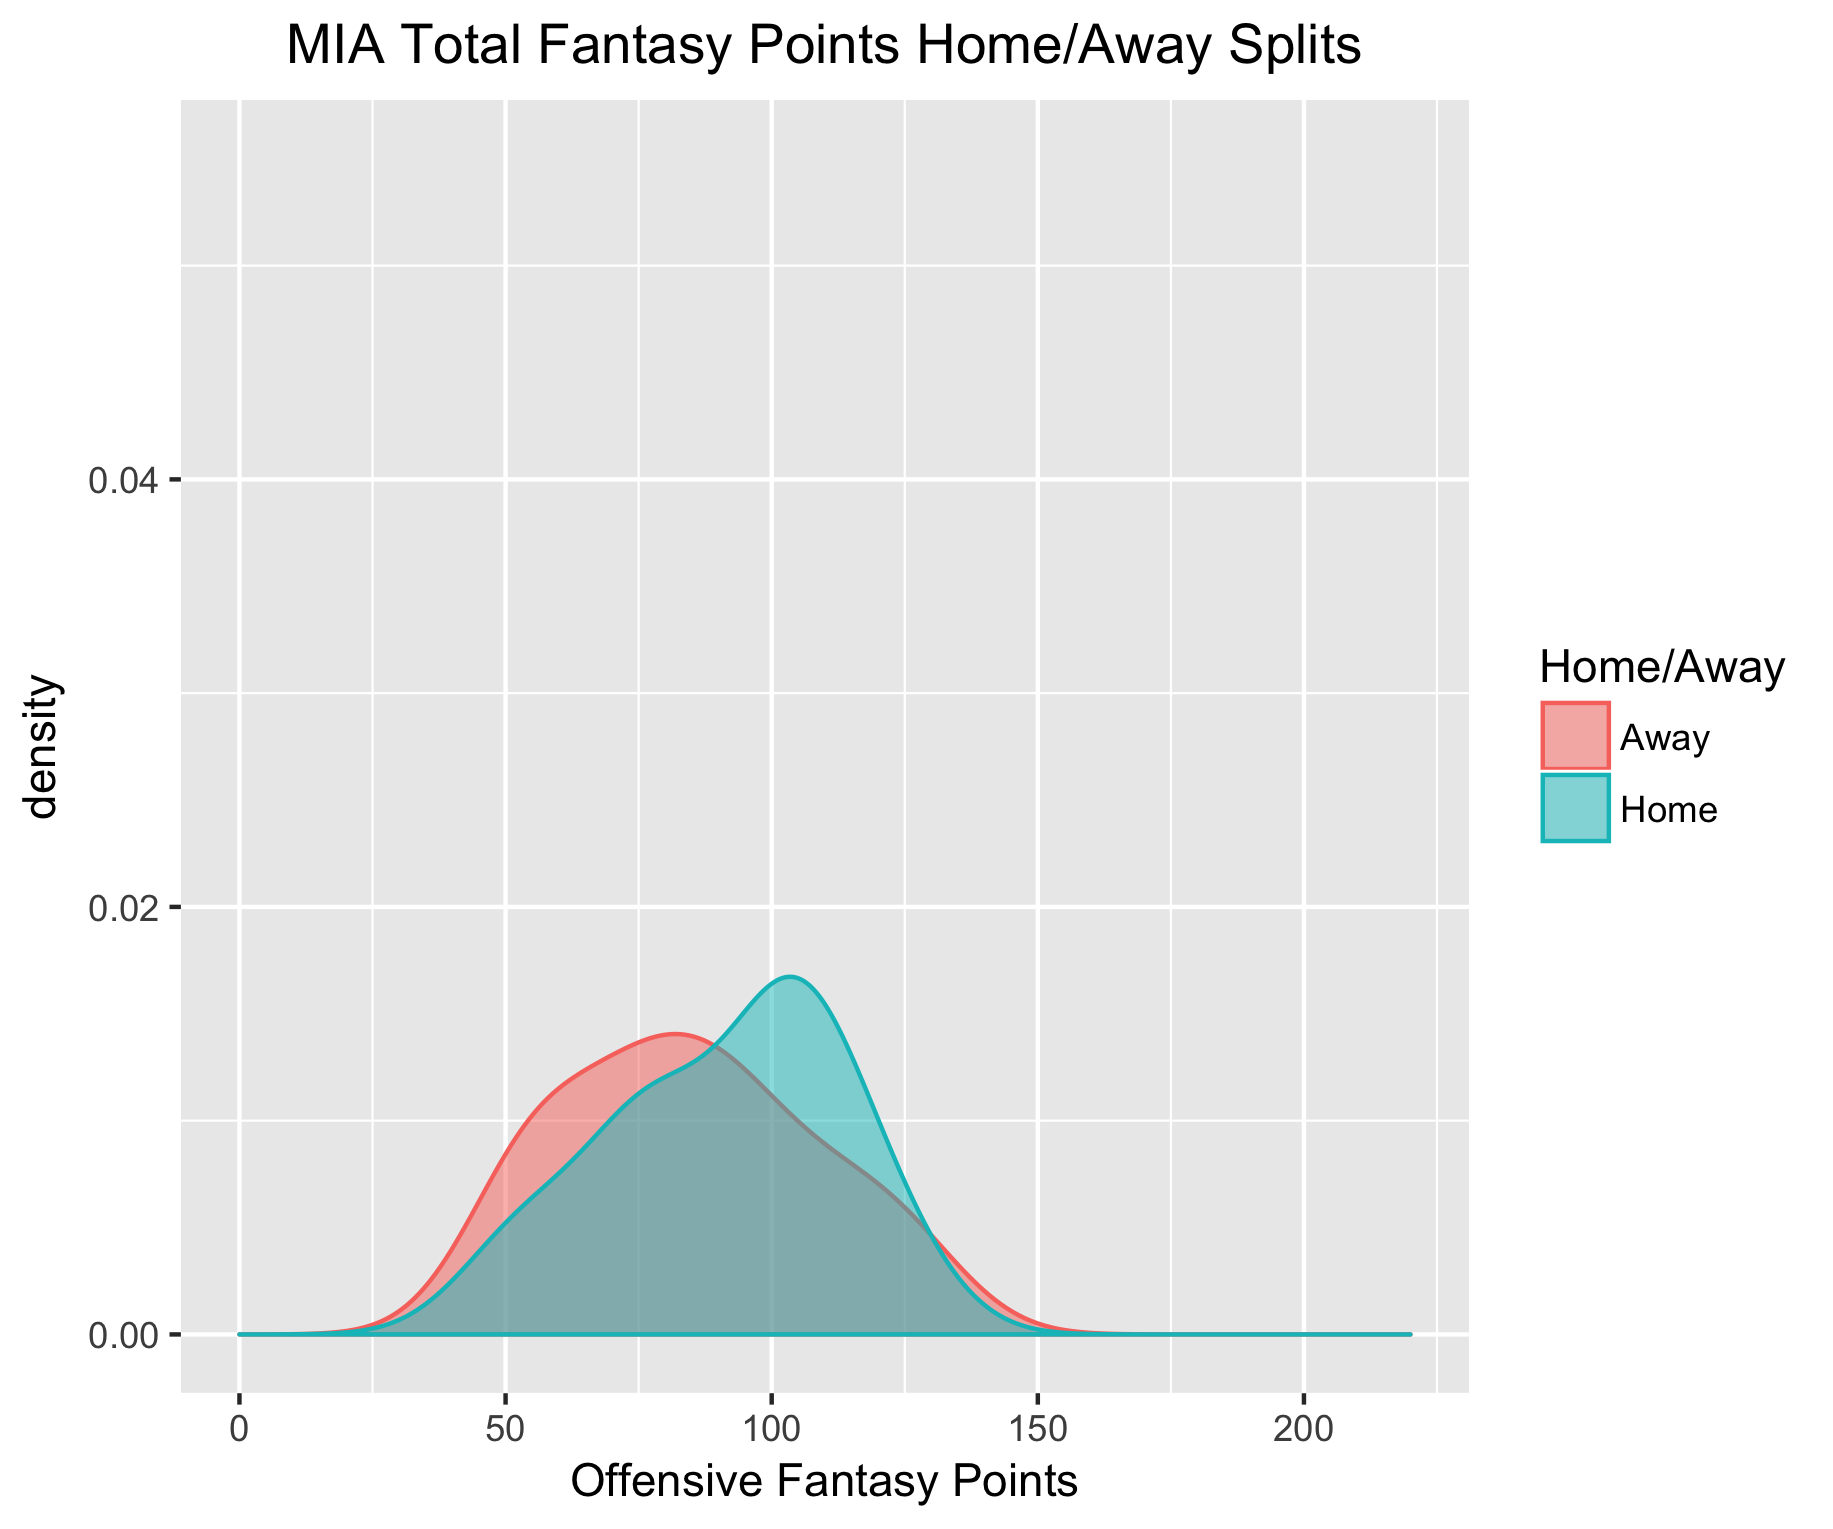 MIA Total Fantasy Points Home/Away Splits
density
0.04
0.02
0.00
0
50
100
150
200
Offensive Fantasy Points
Home/Away
Away
Home